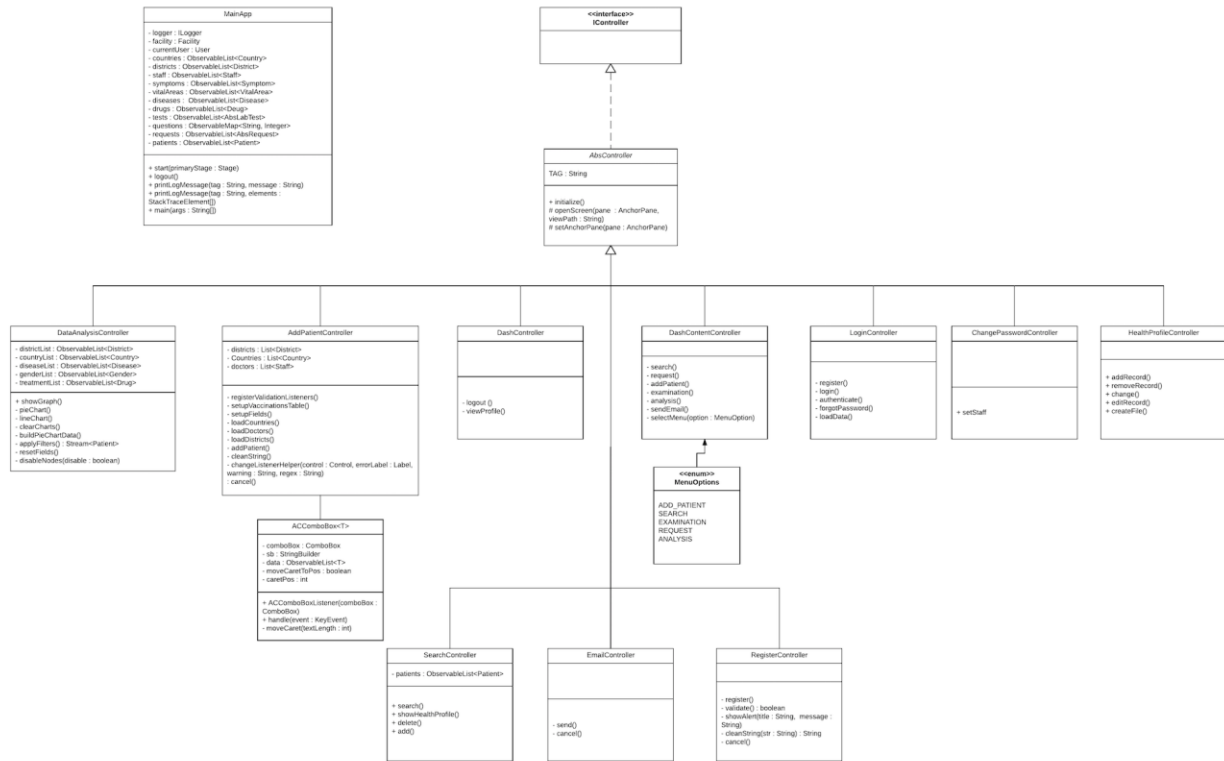 MainApp
- logger : ILogger
- facility : Facility
- currentUser : User
- countries : ObservableList<Country>
- districts : ObservableList<District>
- staff : ObservableList<Staff>
- symptoms : ObservableList<Symptom>
- vitalAreas : ObservableList<VitalArea>
- diseases : ObservableList<Disease>
- drugs : ObservableList<Deug>
- tests : ObservableList<AbsLabTest>
- questions : ObservableMap<String, Integer>
- requests : ObservableList<AbsRequest>
- patients : ObservableList<Patient>
+ start(primaryStage : Stage)
+ logout()
+ printLogMessage(tag : String, message : String)
+ printLogMessage(tag : String, elements :
StackTraceElement[])
+ main(args : String[])
<<interface>>
IController
AbsController
TAG : String
+ initialize()
# openScreen(pane : AnchorPane,
viewPath : String)
# setAnchorPane(pane : AnchorPane)
DataAnalysisController
- districtList : ObservableList<District>
- countryList : ObservableList<Country>
- diseaseList : ObservableList<Disease>
- genderList : ObservableList<Gender>
- treatmentList : ObservableList<Drug>
+ showGraph()
- pieChart()
- lineChart()
- clearCharts()
- buildPieChartData()
- applyFilters() : Stream<Patient>
- resetFields()
- disableNodes(disable : boolean)
AddPatientController
- districts : List<District>
- Countries : List<Country>
- doctors : List<Staff>
- registerValidationListeners()
- setupVaccinationsTable()
- setupFields()
- loadCountries()
- loadDoctors()
- loadDistricts()
- addPatient()
- cleanString()
- changeListenerHelper(control : Control, errorLabel : Label,
warning : String, regex : String)
: cancel()
DashController
- logout ()
- viewProfile()
DashContentController
- search()
- request()
- addPatient()
- examination()
- analysis()
- sendEmail()
- selectMenu(option : MenuOption)
LoginController
- register()
- login()
- authenticate()
- forgotPassword()
- loadData()
ChangePasswordController
+ setStaff
HealthProfileController
+ addRecord()
+ removeRecord()
+ change()
+ editRecord()
+ createFile()
<<enum>>
MenuOptions
ADD_PATIENT
SEARCH
EXAMINATION
REQUEST
ANALYSIS
ACComboBox<T>
- comboBox : ComboBox
- sb : StringBuilder
- data : ObservableList<T>
- moveCaretToPos : boolean
- caretPos : int
+ ACComboBoxListener(comboBox :
ComboBox)
+ handle(event : KeyEvent)
- moveCaret(textLength : int)
SearchController
- patients : ObservableList<Patient>
+ search()
+ showHealthProfile()
+ delete()
+ add()
EmailController
- send()
- cancel()
RegisterController
- register()
- validate() : boolean
- showAlert(title : String, message :
String)
- cleanString(str : String) : String
- cancel()